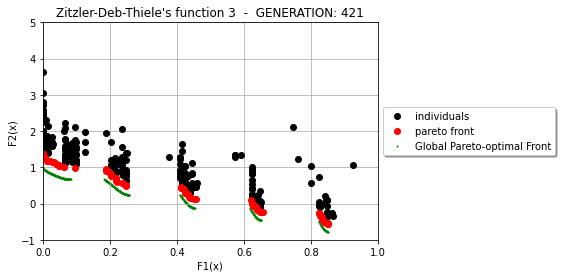 Zitzler-Deb-Thiele's function 3 - GENERATION: 421
5
4
3
2
1
0
−1
F2(x)
0.0 0.2 0.4 0.6 0.8 1.0
F1(x)
individuals
pareto front
Global Pareto-optimal Front